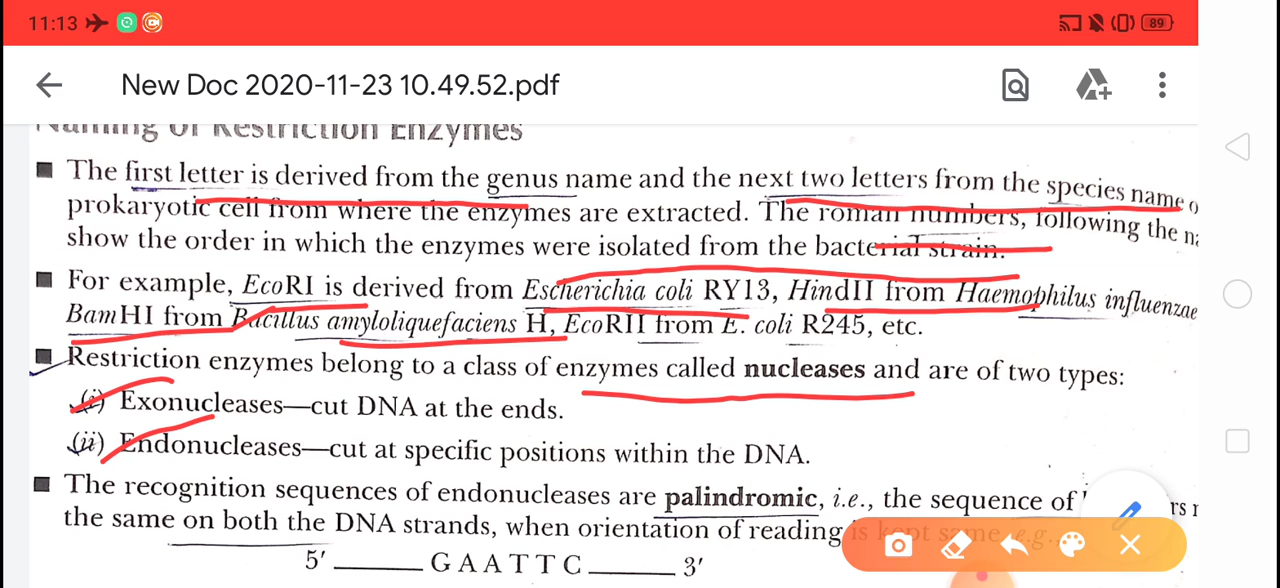 11:13
89
New Doc 2020-11-23 10.49.52.pdf
Naming of Restriction Enzymes
■ The first letter is derived from the genus name and the next two letters from the species name
prokaryotic cell from where the enzymes are extracted. The roman numbers, following the
show the order in which the enzymes were isolated from the bacterial strain.
■ For example, EcoRI is derived from Escherichia coli RY13, HindII from Haemophilus influenzae
BamHI from Bacillus amyloliquefaciens H, EcoRII from E. coli R245, etc.
■ Restriction enzymes belong to a class of enzymes called nucleases and are of two types:
(i) Exonucleases—cut DNA at the ends.
(ii) Endonucleases—cut at specific positions within the DNA.
■ The recognition sequences of endonucleases are palindromic, i.e., the sequence of
the same on both the DNA strands, when orientation of reading is kept same e.g.,
5′ ______ G A A T T C ______ 3′